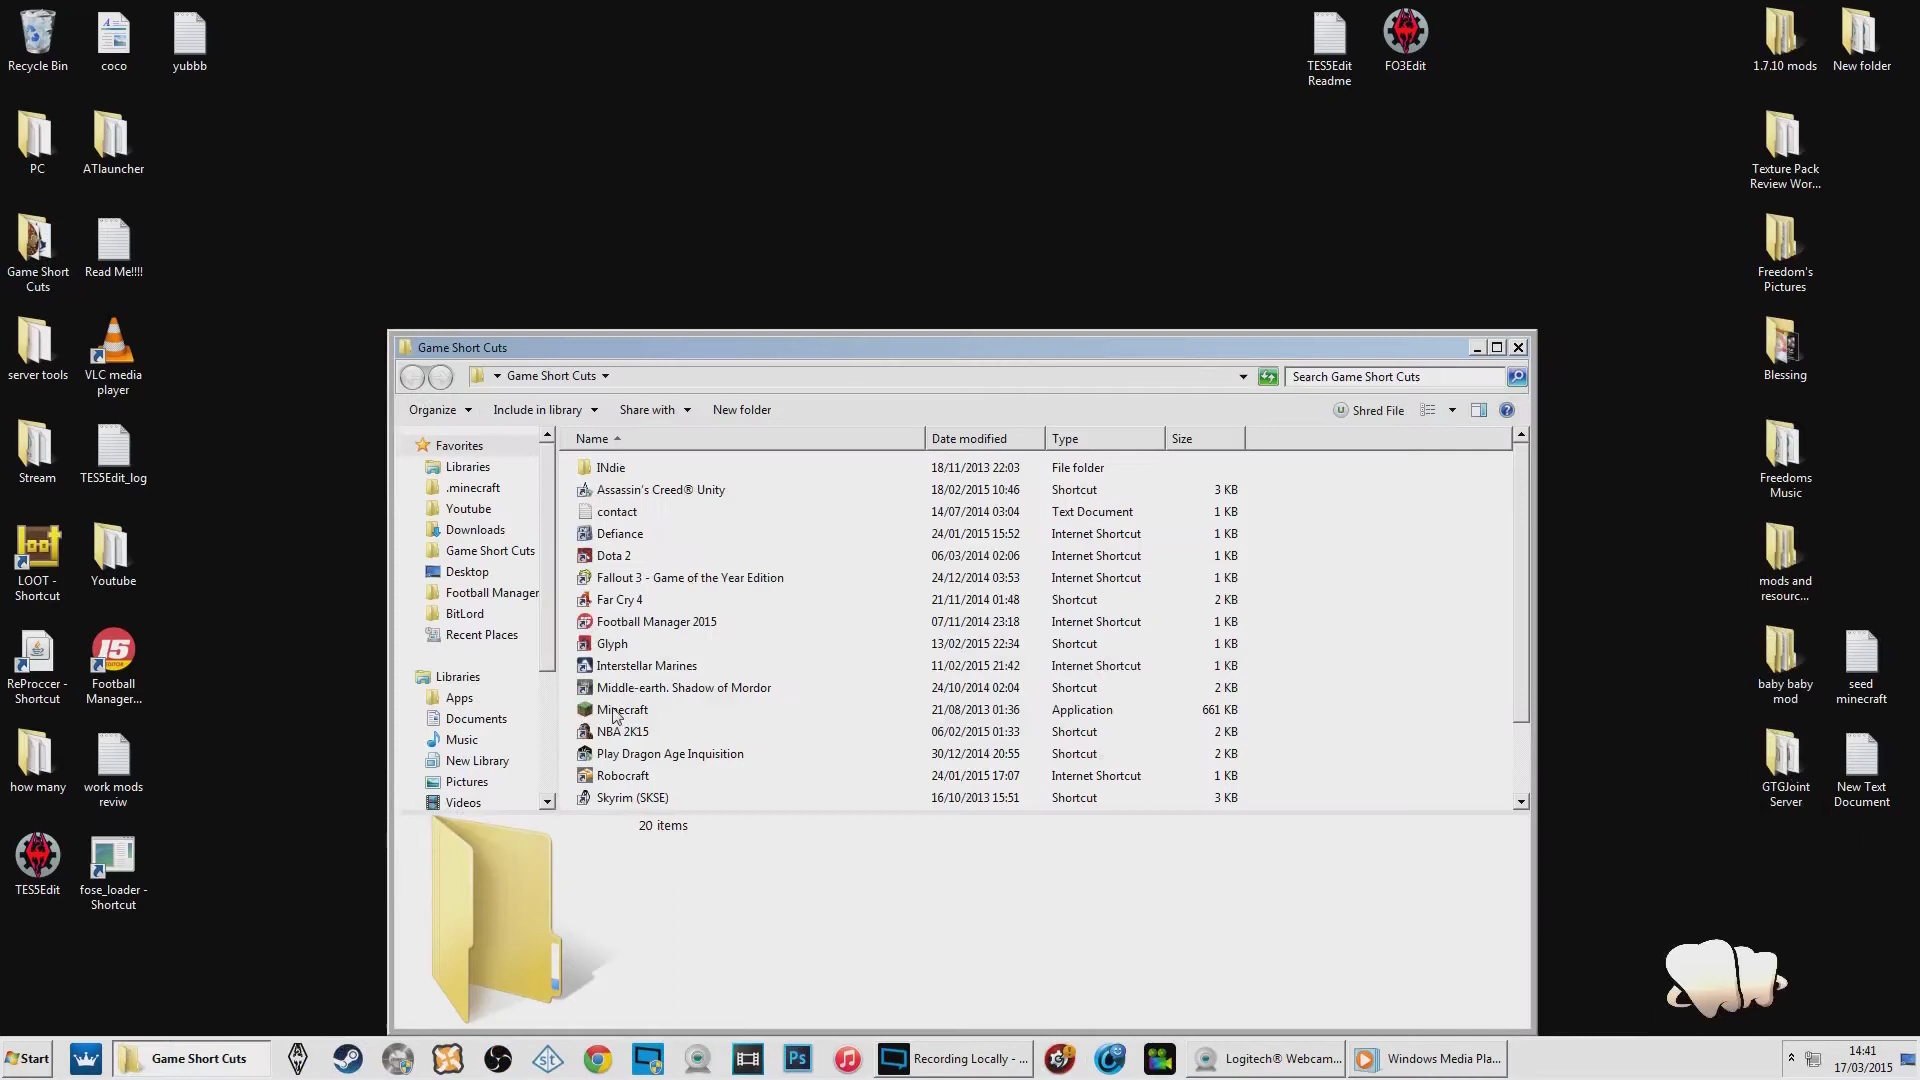 Recycle Bin
coco
yubbb
PC
ATlauncher
Game Short
Cuts
Read Me!!!!
server tools
VLC media
player
Stream
TES5Edit_log
LOOT -
Shortcut
Youtube
ReProccer -
Shortcut
Football
Manager...
how many
work mods
reviw
TES5Edit
fose_loader -
Shortcut
TES5Edit
Readme
FO3Edit
1.7.10 mods
New folder
Texture Pack
Review Wor...
Freedom's
Pictures
Blessing
Freedoms
Music
mods and
resourc...
baby baby
mod
seed
minecraft
GTGJoint
Server
New Text
Document
Game Short Cuts
Game Short Cuts
Search Game Short Cuts
Organize Include in library Share with New folder
Shred File
Favorites
Libraries
.minecraft
Youtube
Downloads
Game Short Cuts
Desktop
Football Manager
BitLord
Recent Places
Libraries
Apps
Documents
Music
New Library
Pictures
Videos
Name Date modified Type Size
INdie 18/11/2013 22:03 File folder
Assassin's Creed® Unity 18/02/2015 10:46 Shortcut 3 KB
contact 14/07/2014 03:04 Text Document 1 KB
Defiance 24/01/2015 15:52 Internet Shortcut 1 KB
Dota 2 06/03/2014 02:06 Internet Shortcut 1 KB
Fallout 3 - Game of the Year Edition 24/12/2014 03:53 Internet Shortcut 1 KB
Far Cry 4 21/11/2014 01:48 Shortcut 2 KB
Football Manager 2015 07/11/2014 23:18 Internet Shortcut 1 KB
Glyph 13/02/2015 22:34 Shortcut 1 KB
Interstellar Marines 11/02/2015 21:42 Internet Shortcut 1 KB
Middle-earth. Shadow of Mordor 24/10/2014 02:04 Shortcut 2 KB
Minecraft 21/08/2013 01:36 Application 661 KB
NBA 2K15 06/02/2015 01:33 Shortcut 2 KB
Play Dragon Age Inquisition 30/12/2014 20:55 Shortcut 2 KB
Robocraft 24/01/2015 17:07 Internet Shortcut 1 KB
Skyrim (SKSE) 16/10/2013 15:51 Shortcut 3 KB
20 items
Start
Game Short Cuts
st
Ps
Recording Locally - ...
Logitech® Webcam...
Windows Media Pla...
14:41
17/03/2015